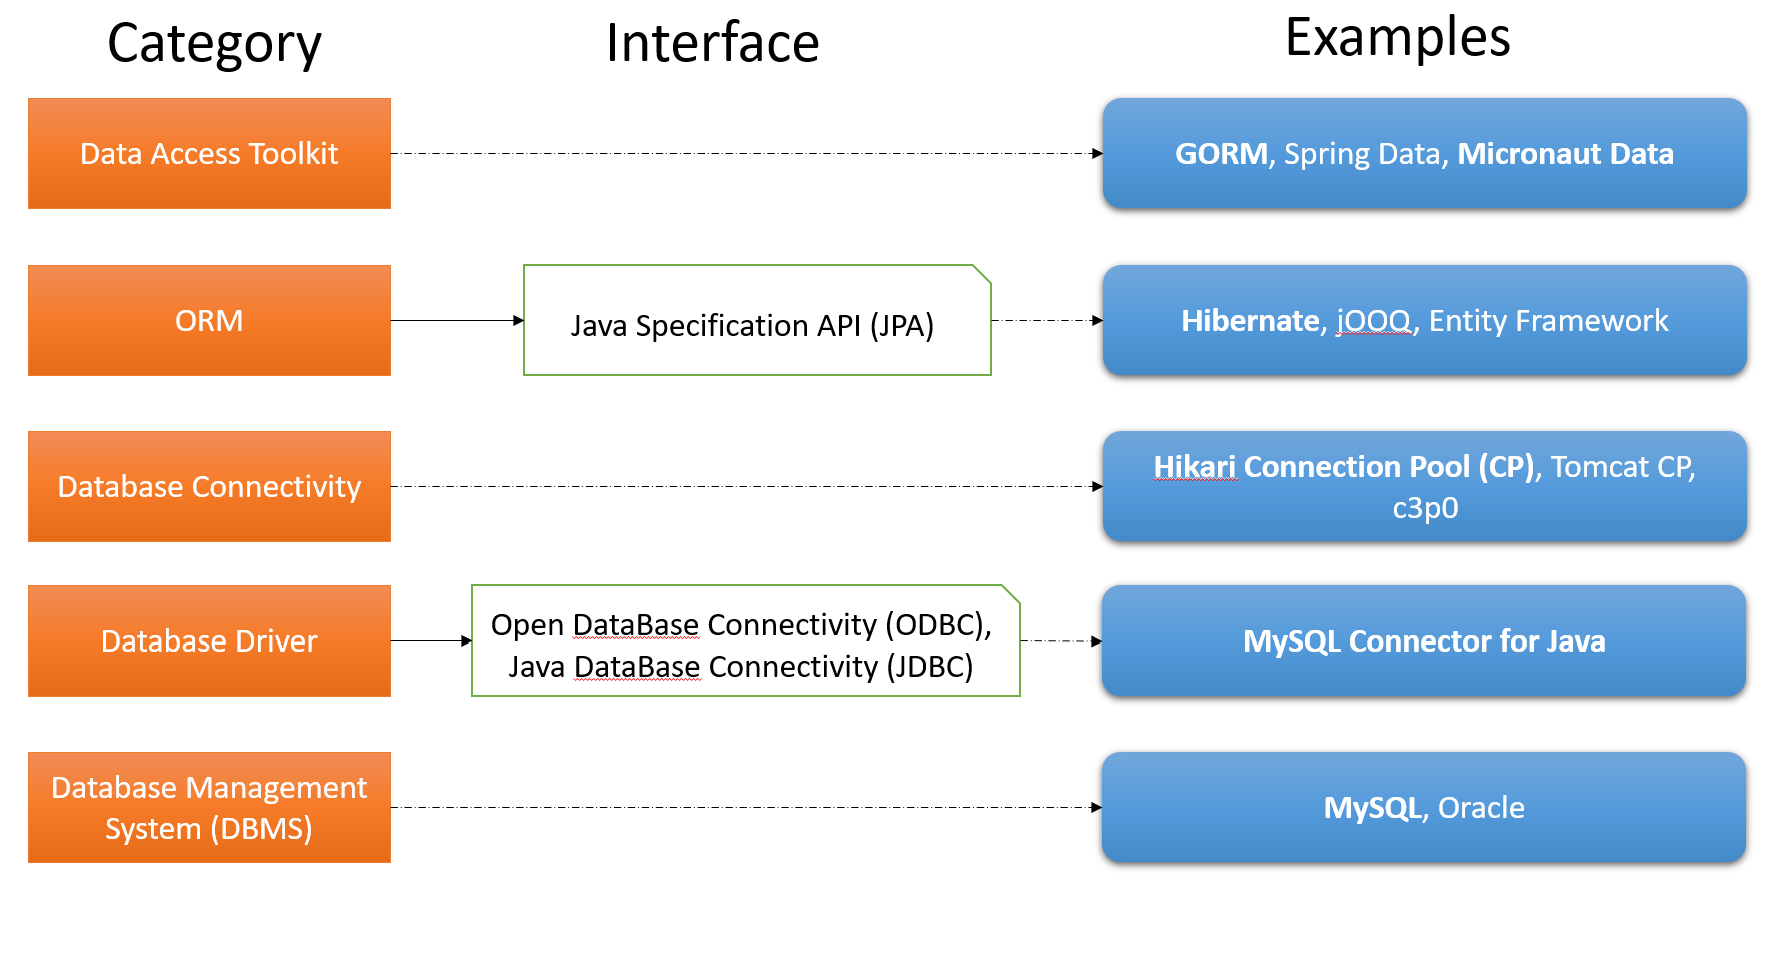 Category
Interface
Examples
Data Access Toolkit
GORM, Spring Data, Micronaut Data
ORM
Java Specification API (JPA)
Hibernate, jOOQ, Entity Framework
Database Connectivity
Hikari Connection Pool (CP), Tomcat CP,
c3p0
Database Driver
Open DataBase Connectivity (ODBC),
Java DataBase Connectivity (JDBC)
MySQL Connector for Java
Database Management
System (DBMS)
MySQL, Oracle